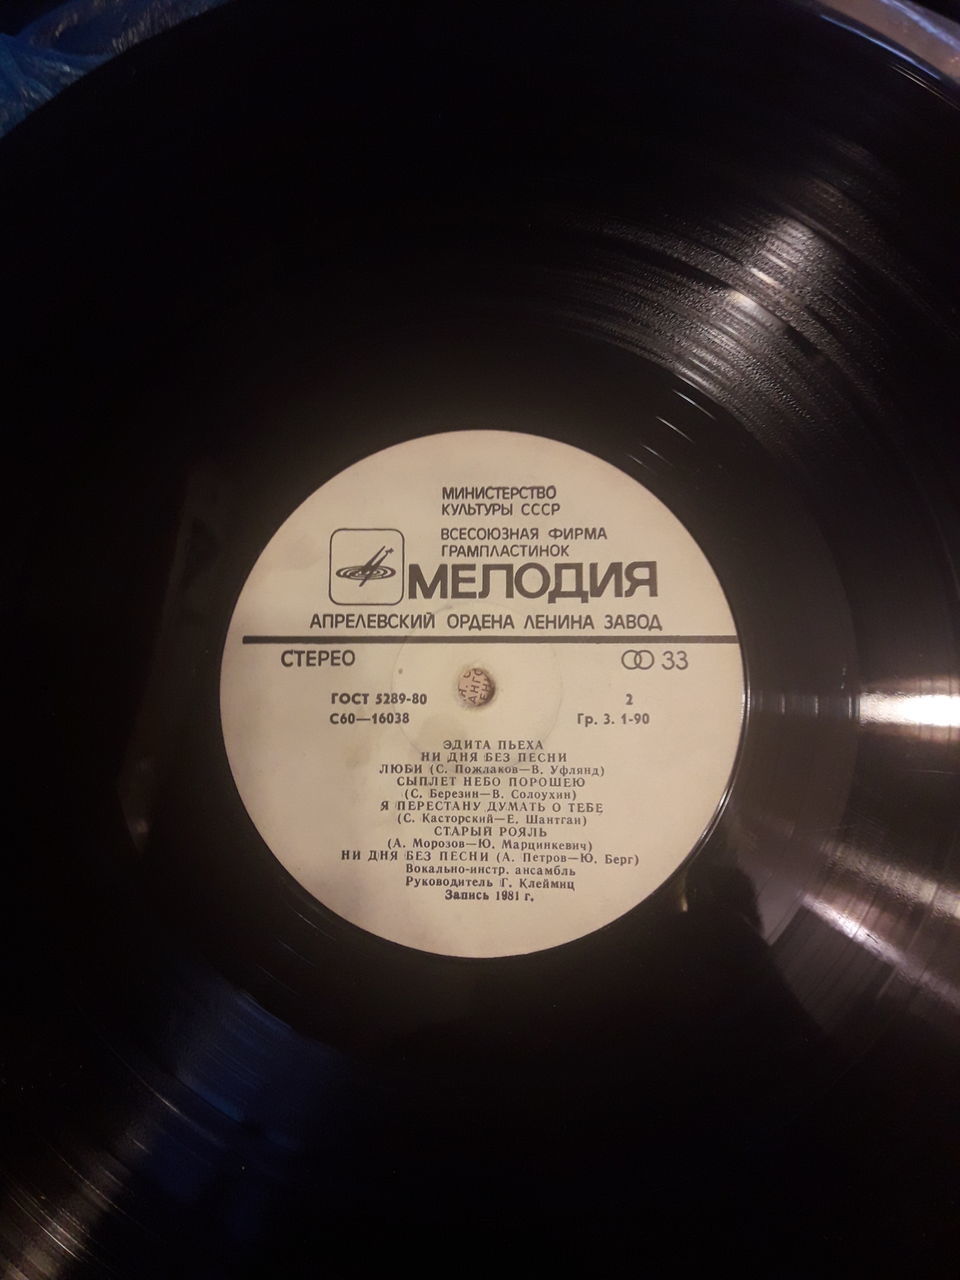 МИНИСТЕРСТВО
КУЛЬТУРЫ СССР
ВСЕСОЮЗНАЯ ФИРМА
ГРАМПЛАСТИНОК
МЕЛОДИЯ
АПРЕЛЕВСКИЙ ОРДЕНА ЛЕНИНА ЗАВОД
СТЕРЕО 33
ГОСТ 5289-80 2
С60—16038 Гр. 3. 1-90
ЭДИТА ПЬЕХА
НИ ДНЯ БЕЗ ПЕСНИ
ЛЮБИ (С. Пожлаков—В. Уфлянд)
СЫПЛЕТ НЕБО ПОРОШЕЮ
(С. Березин—В. Солоухин)
Я ПЕРЕСТАНУ ДУМАТЬ О ТЕБЕ
(С. Касторский—Е. Шантгаи)
СТАРЫЙ РОЯЛЬ
(А. Морозов—Ю. Марцинкевич)
НИ ДНЯ БЕЗ ПЕСНИ (А. Петров—Ю. Берг)
Вокально-инстр. ансамбль
Руководитель Г. Клеймиц
Запись 1981 г.